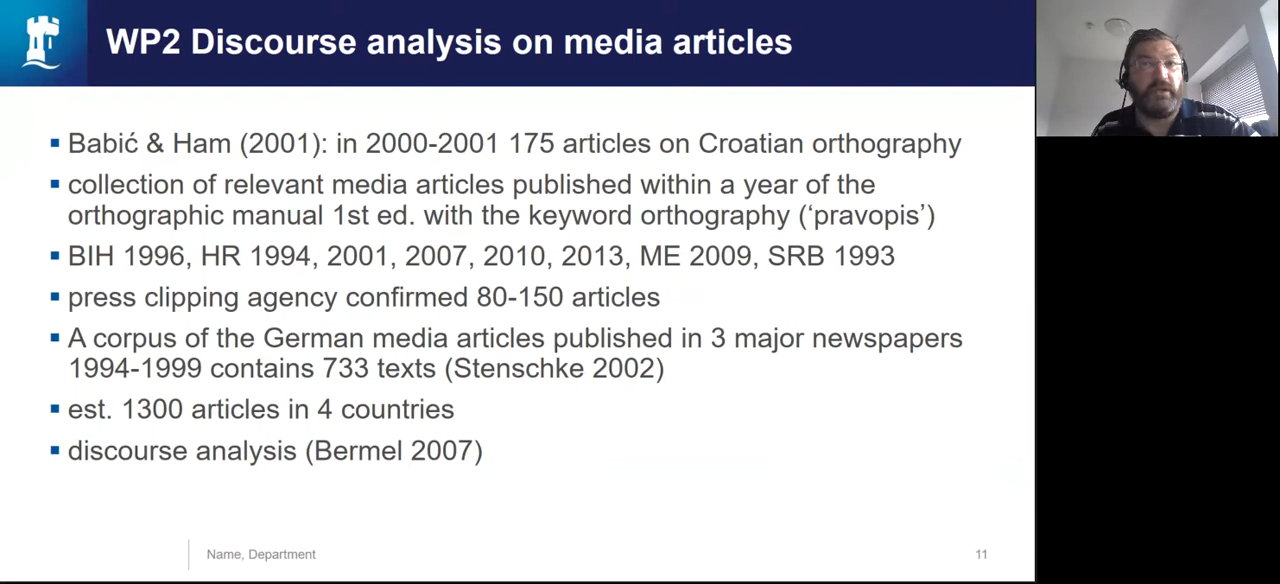 WP2 Discourse analysis on media articles
Babić & Ham (2001): in 2000-2001 175 articles on Croatian orthography
collection of relevant media articles published within a year of the
orthographic manual 1st ed. with the keyword orthography (‘pravopis’)
BIH 1996, HR 1994, 2001, 2007, 2010, 2013, ME 2009, SRB 1993
press clipping agency confirmed 80-150 articles
A corpus of the German media articles published in 3 major newspapers
1994-1999 contains 733 texts (Stenschke 2002)
est. 1300 articles in 4 countries
discourse analysis (Bermel 2007)
Name, Department
11